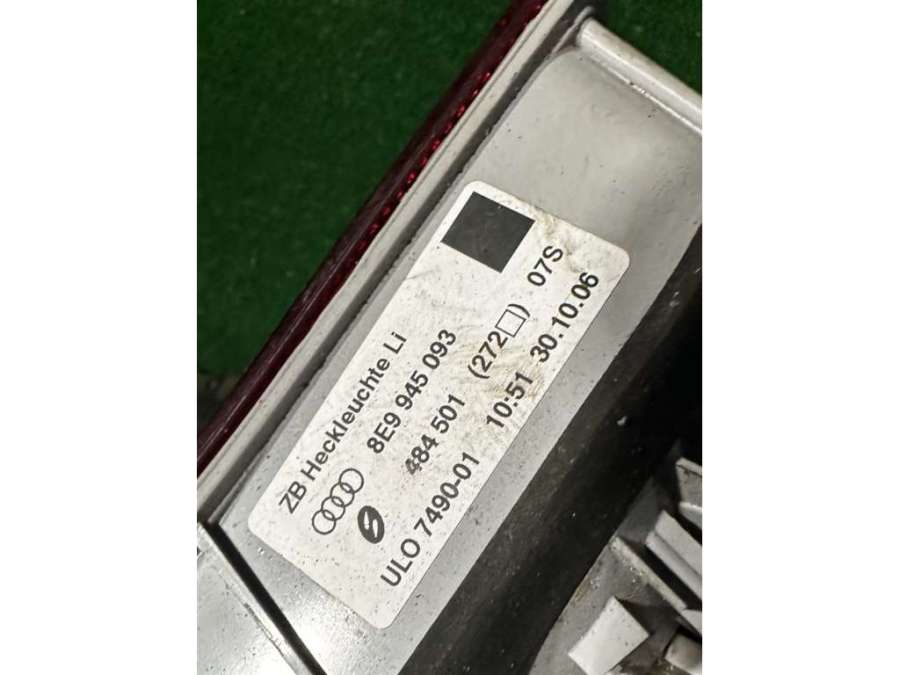 ZB Heckleuchte Li
8E9 945 093
484 501 (272□) 07S
ULO 7490-01 10:51 30.10.06